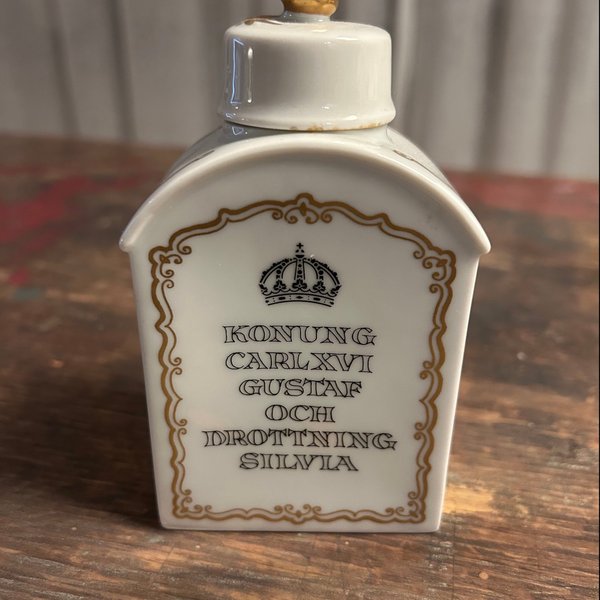 KONUNG
CARL XVI
GUSTAF
OCH
DROTTNING
SILVIA